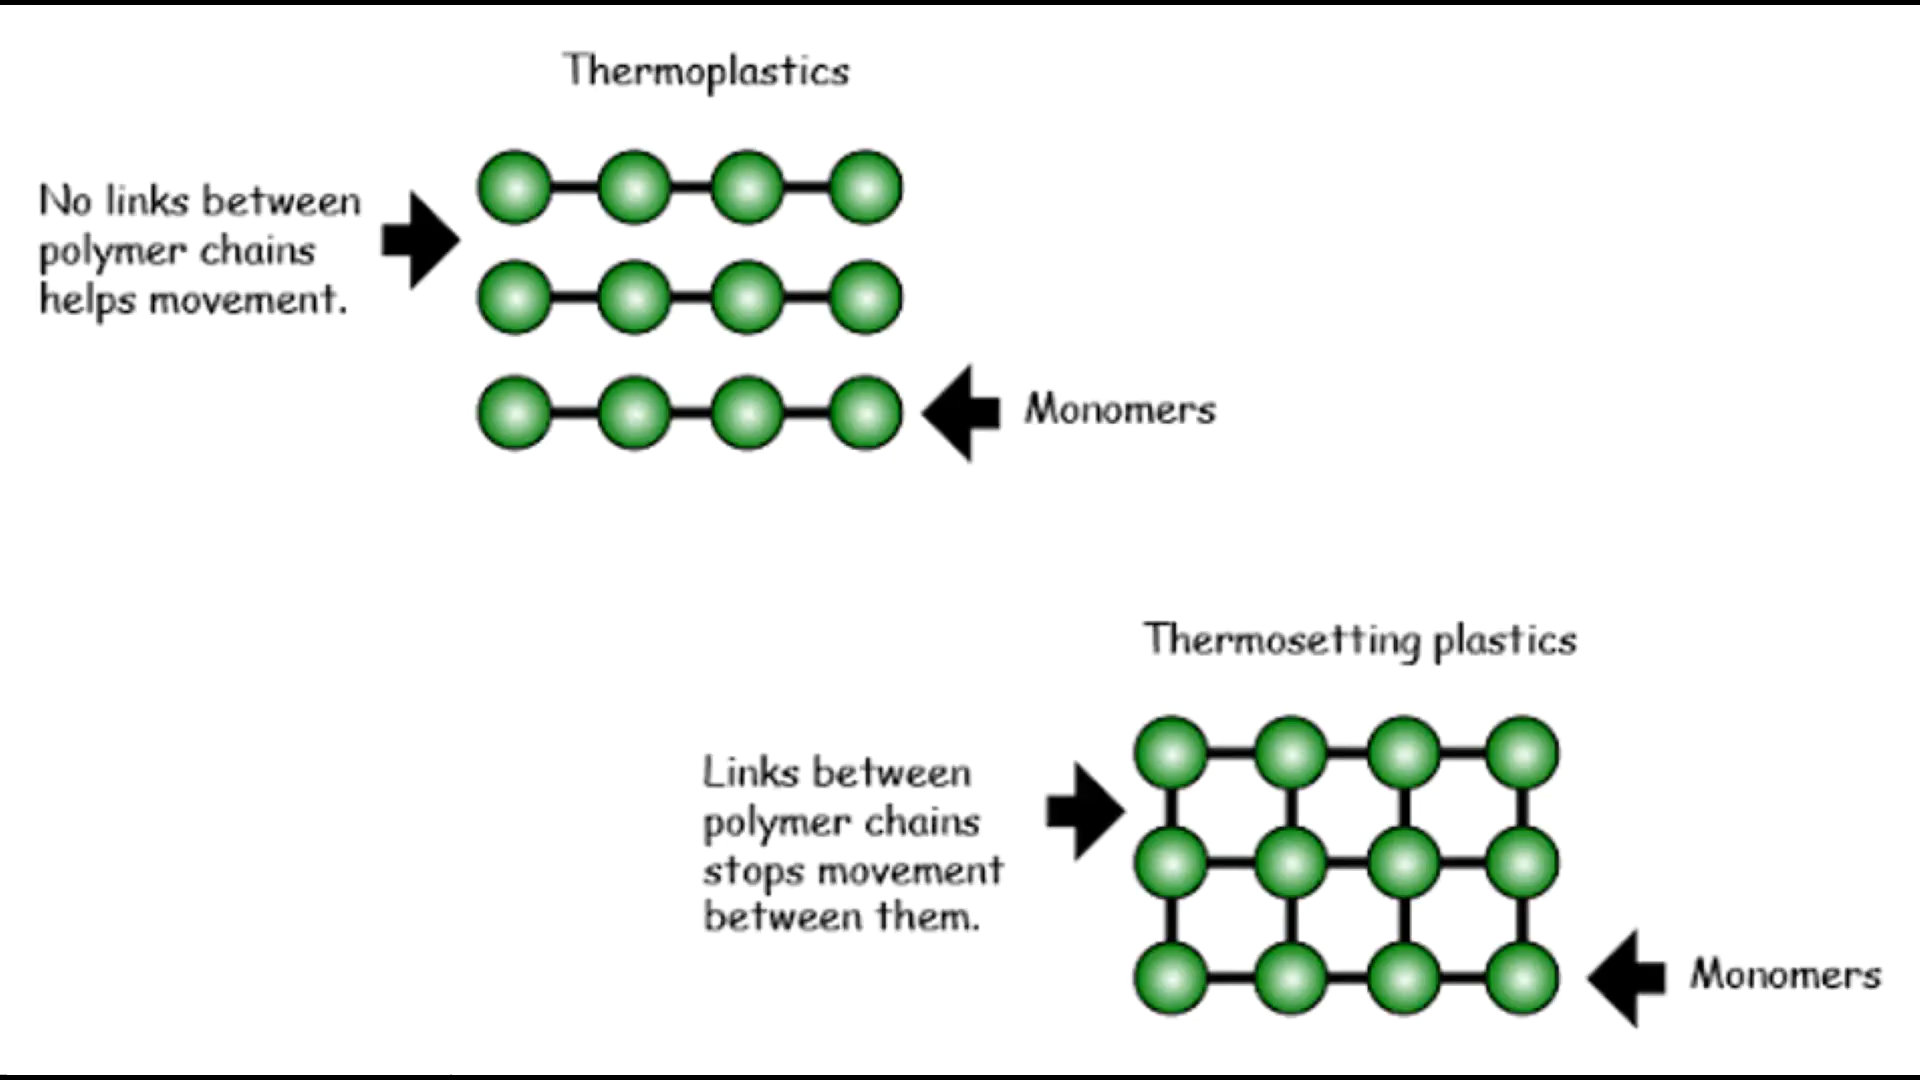 Thermoplastics
No links between
polymer chains
helps movement.
Monomers
Thermosetting plastics
Links between
polymer chains
stops movement
between them.
Monomers